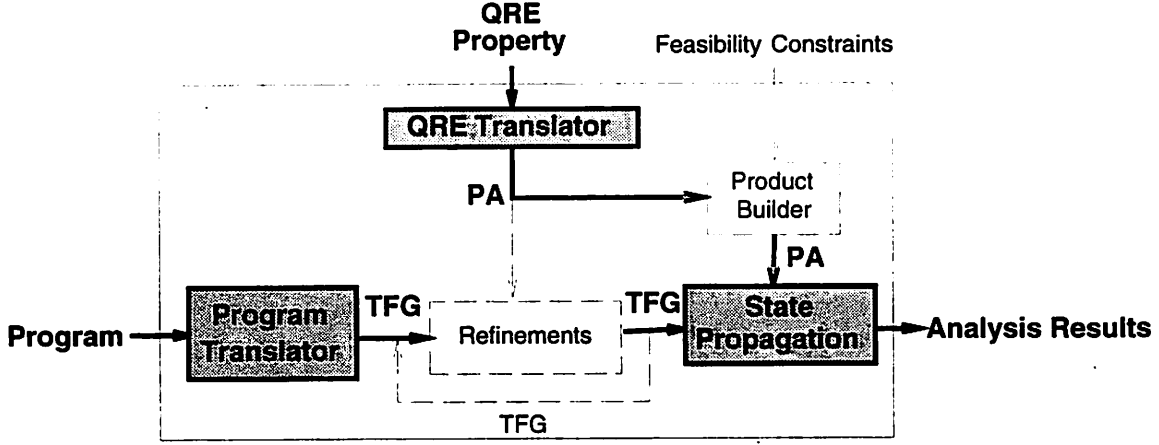 QRE
Property
Feasibility Constraints
QRE Translator
PA
Product
Builder
PA
Program
Program
Translator
TFG
Refinements
TFG
State
Propagation
Analysis Results
TFG